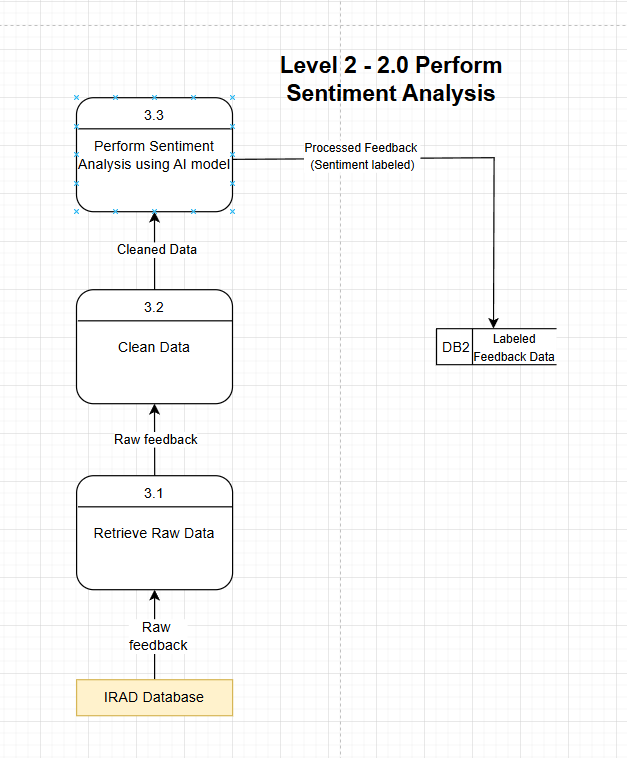 Level 2 - 2.0 Perform
Sentiment Analysis
3.3
Perform Sentiment
Analysis using AI model
Processed Feedback
(Sentiment labeled)
Cleaned Data
3.2
Clean Data
DB2
Labeled
Feedback Data
Raw feedback
3.1
Retrieve Raw Data
Raw
feedback
IRAD Database